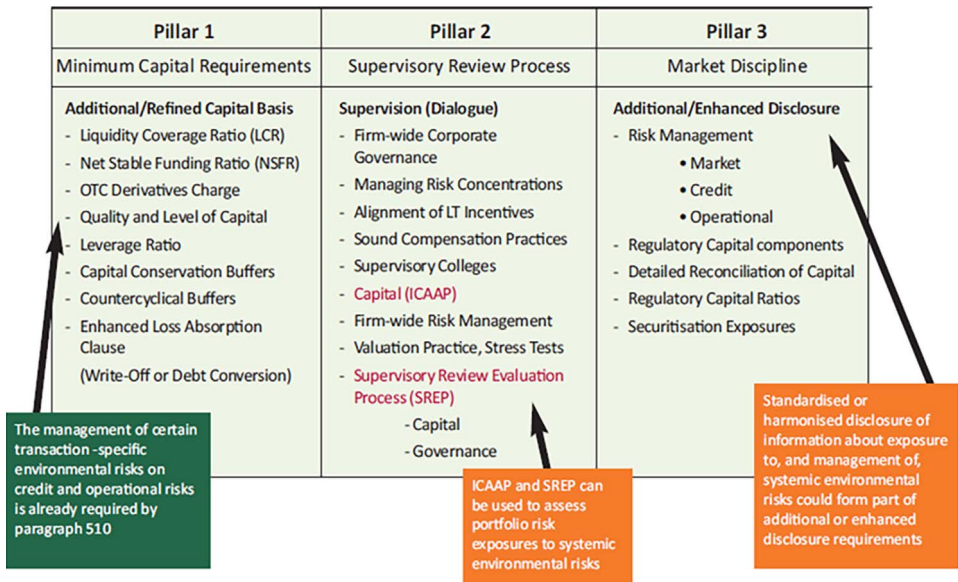 Pillar 1
Minimum Capital Requirements
Additional/Refined Capital Basis
- Liquidity Coverage Ratio (LCR)
- Net Stable Funding Ratio (NSFR)
- OTC Derivatives Charge
- Quality and Level of Capital
- Leverage Ratio
- Capital Conservation Buffers
- Countercyclical Buffers
- Enhanced Loss Absorption
Clause
(Write-Off or Debt Conversion)
The management of certain
transaction -specific
environmental risks on
credit and operational risks
is already required by
paragraph 510
Pillar 2
Supervisory Review Process
Supervision (Dialogue)
- Firm-wide Corporate
Governance
- Managing Risk Concentrations
- Alignment of LT Incentives
- Sound Compensation Practices
- Supervisory Colleges
- Capital (ICAAP)
- Firm-wide Risk Management
- Valuation Practice, Stress Tests
- Supervisory Review Evaluation
Process (SREP)
- Capital
- Governance
ICAAP and SREP can
be used to assess
portfolio risk
exposures to systemic
environmental risks
Pillar 3
Market Discipline
Additional/Enhanced Disclosure
- Risk Management
• Market
• Credit
• Operational
- Regulatory Capital components
- Detailed Reconciliation of Capital
- Regulatory Capital Ratios
- Securitisation Exposures
Standardised or
harmonised disclosure of
information about exposure
to, and management of,
systemic environmental
risks could form part of
additional or enhanced
disclosure requirements